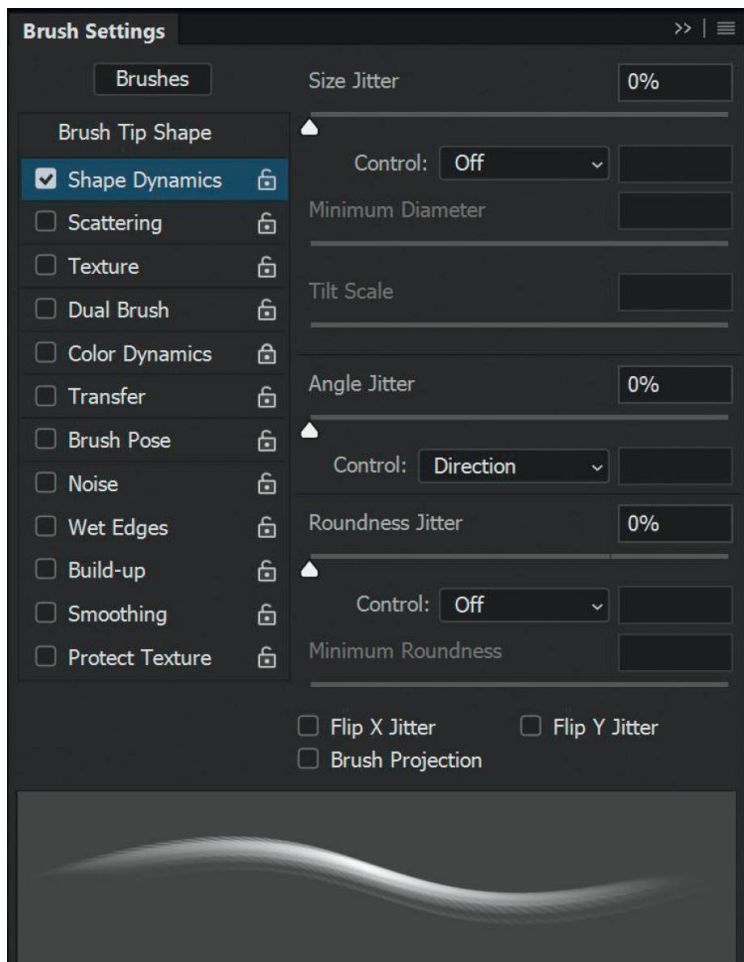 Brush Settings
Brushes
Brush Tip Shape
Shape Dynamics
Scattering
Texture
Dual Brush
Color Dynamics
Transfer
Brush Pose
Noise
Wet Edges
Build-up
Smoothing
Protect Texture
Size Jitter 0%
Control: Off
Minimum Diameter
Tilt Scale
Angle Jitter 0%
Control: Direction
Roundness Jitter 0%
Control: Off
Minimum Roundness
Flip X Jitter Flip Y Jitter
Brush Projection